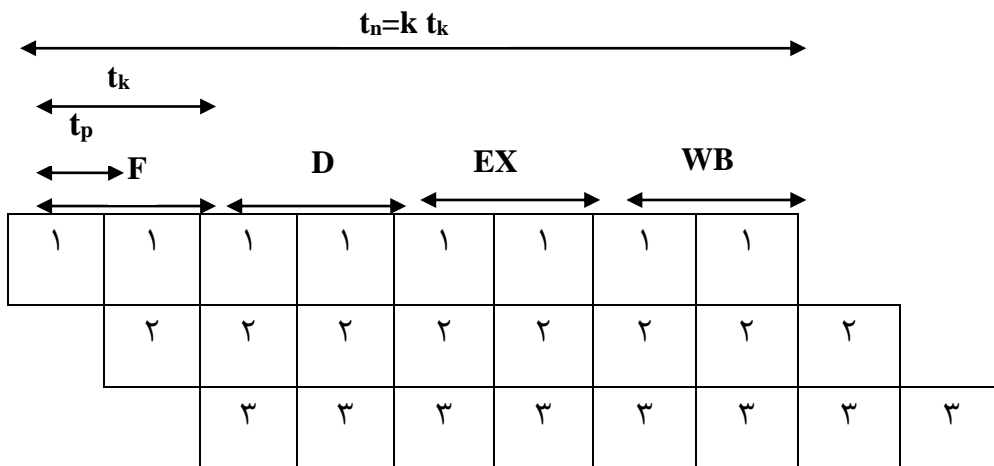 tn=k tk
tk
tp
F D EX WB
١ ١ ١ ١ ١ ١ ١ ١
٢ ٢ ٢ ٢ ٢ ٢ ٢ ٢
٣ ٣ ٣ ٣ ٣ ٣ ٣ ٣